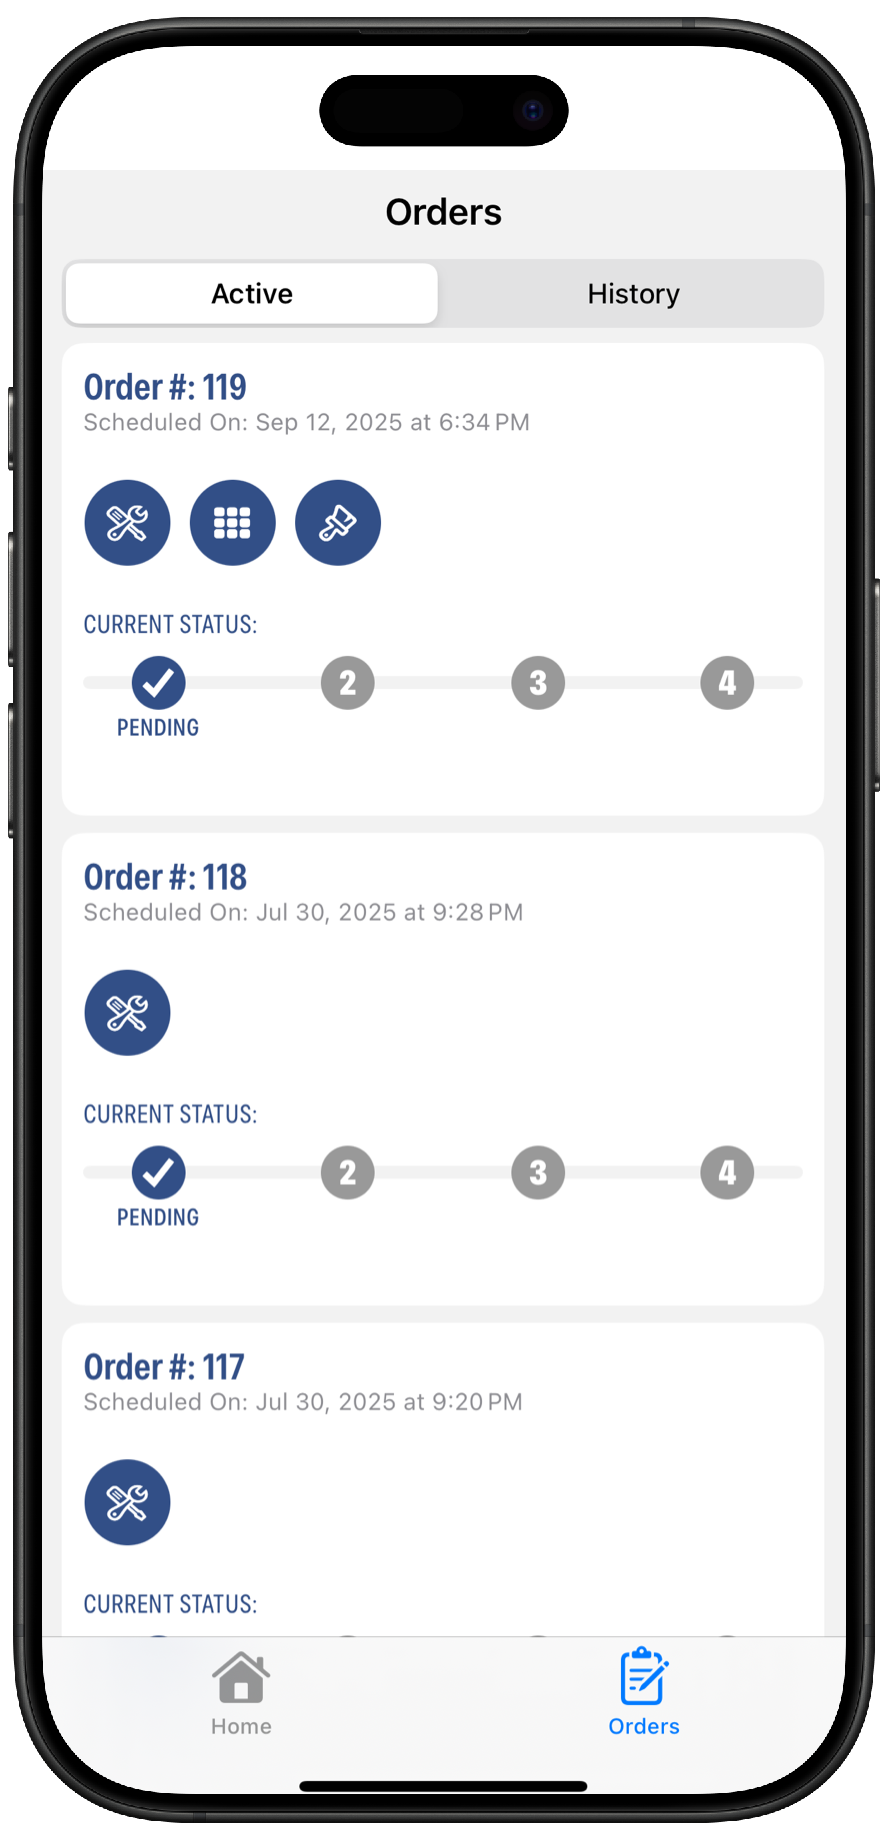 Orders
Active
History
Order #: 119
Scheduled On: Sep 12, 2025 at 6:34 PM
CURRENT STATUS:
2
3
4
PENDING
Order #: 118
Scheduled On: Jul 30, 2025 at 9:28 PM
CURRENT STATUS:
2
3
4
PENDING
Order #: 117
Scheduled On: Jul 30, 2025 at 9:20 PM
CURRENT STATUS:
Home
Orders